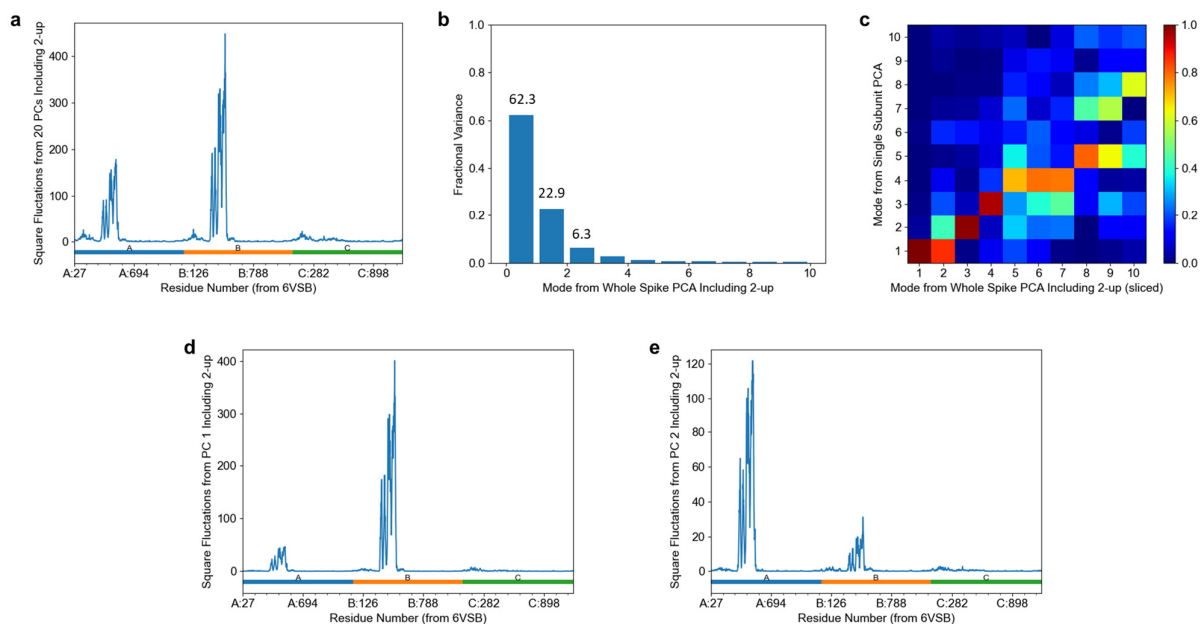 a
Square Fluctations from 20 PCs Including 2-up
400
300
200
100
0
A
B
C
A:27 A:694 B:126 B:788 C:282 C:898
Residue Number (from 6VSB)
b
Fractional Variance
1.0
0.8
0.6
0.4
0.2
0.0
62.3
22.9
6.3
0 2 4 6 8 10
Mode from Whole Spike PCA Including 2-up
c
Mode from Single Subunit PCA
10
9
8
7
6
5
4
3
2
1
1 2 3 4 5 6 7 8 9 10
Mode from Whole Spike PCA Including 2-up (sliced)
1.0
0.8
0.6
0.4
0.2
0.0
d
Square Fluctations from PC 1 Including 2-up
400
300
200
100
0
A B C
A:27 A:694 B:126 B:788 C:282 C:898
Residue Number (from 6VSB)
e
Square Fluctations from PC 2 Including 2-up
120
100
80
60
40
20
0
A B C
A:27 A:694 B:126 B:788 C:282 C:898
Residue Number (from 6VSB)